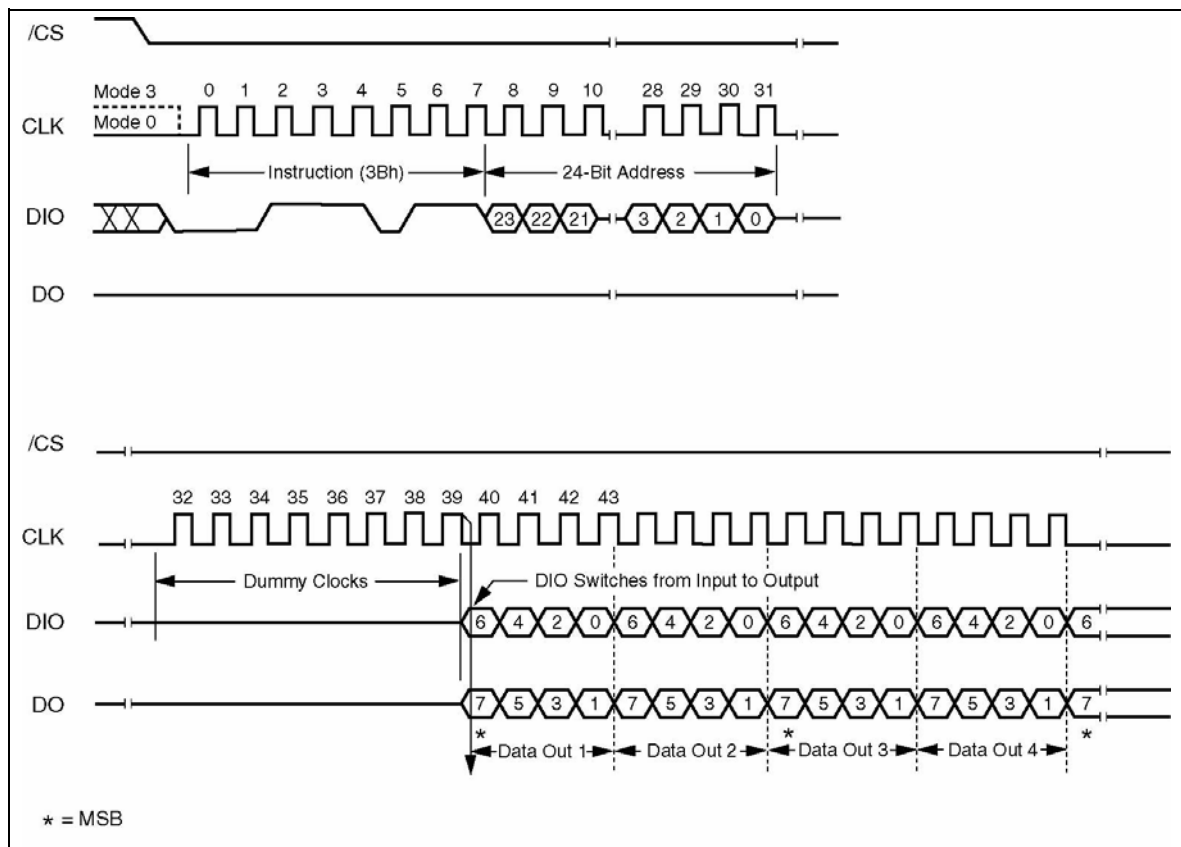 /CS
Mode 3
0 1 2 3 4 5 6 7 8 9 10 28 29 30 31
CLK
Mode 0
Instruction (3Bh)
24-Bit Address
DIO
23 22 21 3 2 1 0
DO
/CS
32 33 34 35 36 37 38 39 40 41 42 43
CLK
Dummy Clocks
DIO Switches from Input to Output
DIO
6 4 2 0 6 4 2 0 6 4 2 0 6 4 2 0 6
DO
7 5 3 1 7 5 3 1 7 5 3 1 7 5 3 1 7
* * *
Data Out 1 Data Out 2 Data Out 3 Data Out 4
* = MSB